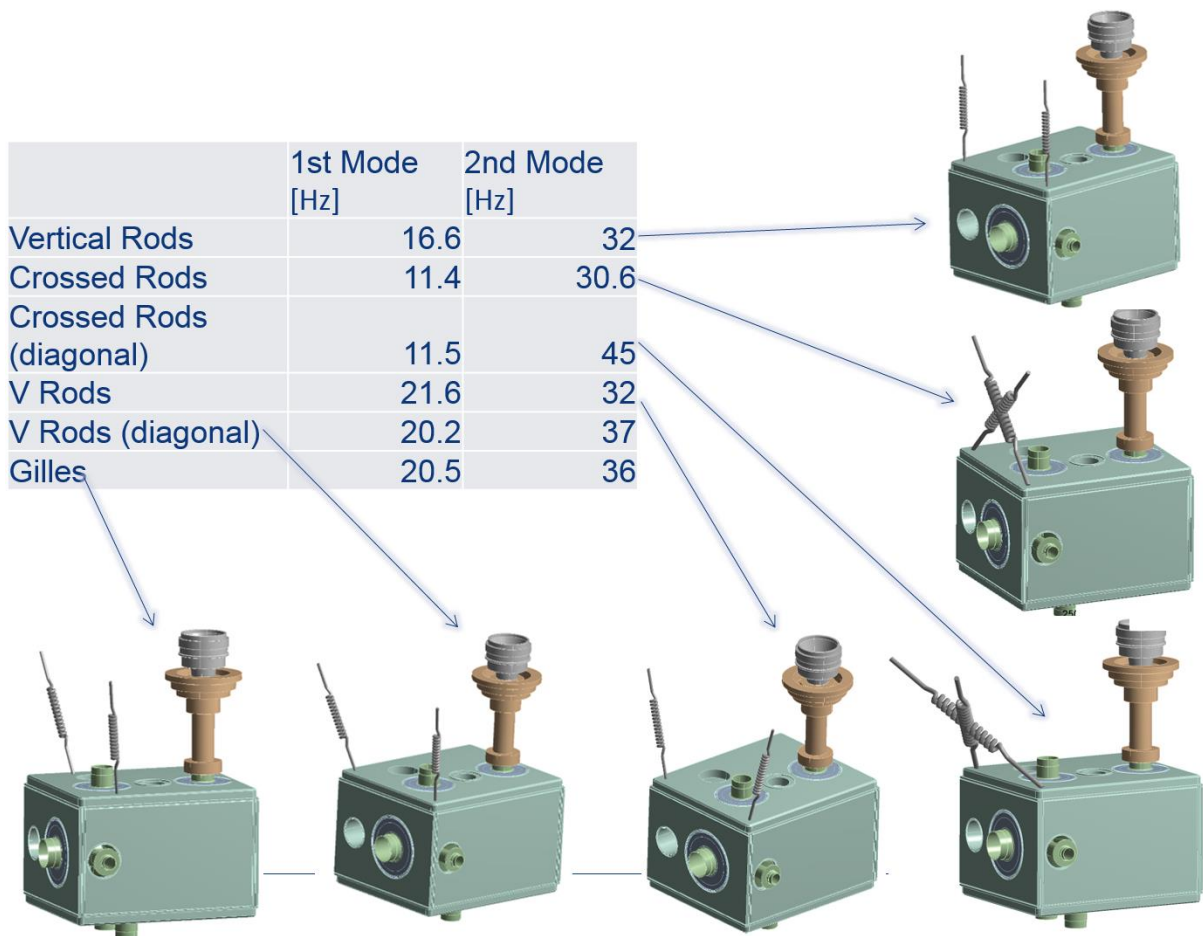 1st Mode 2nd Mode
[Hz] [Hz]
Vertical Rods 16.6 32
Crossed Rods 11.4 30.6
Crossed Rods
(diagonal) 11.5 45
V Rods 21.6 32
V Rods (diagonal) 20.2 37
Gilles 20.5 36